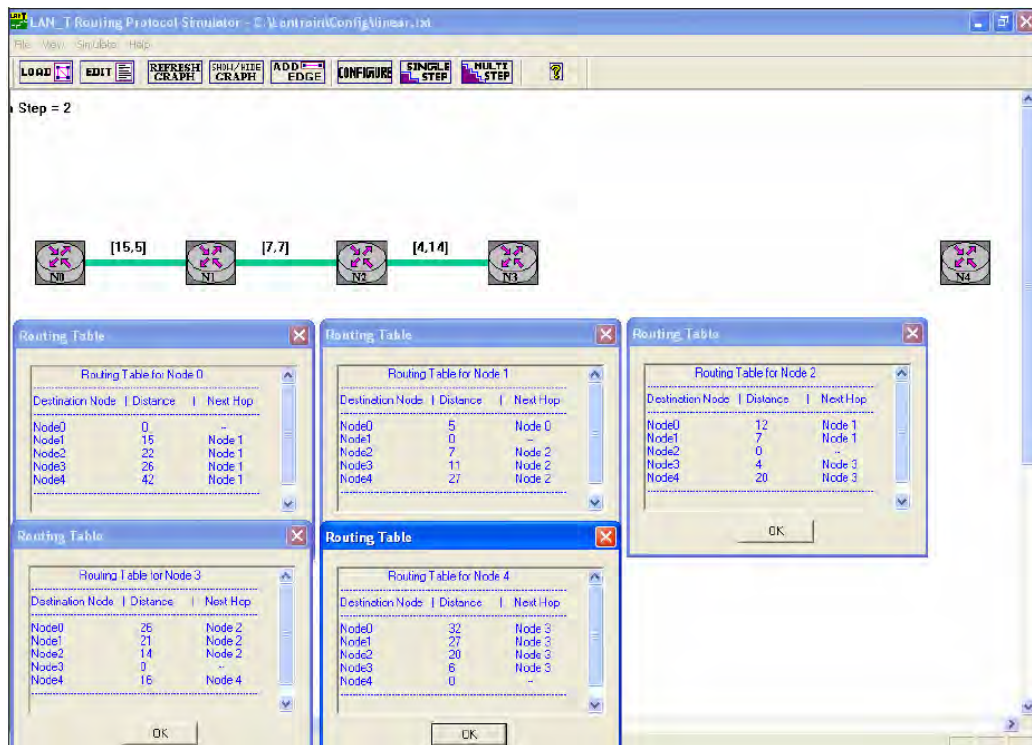 LAN_T Routing Protocol Simulator - C:\Lantrain\Config\linear.txt
File View Simulate Help
LOAD EDIT REFRESH GRAPH SHOW/HIDE GRAPH ADD EDGE CONFIGURE SINGLE STEP MULTI STEP ?
Step = 2
[15,5] [7,7] [4,14]
N0 N1 N2 N3 N4
Routing Table
Routing Table for Node 0
Destination Node | Distance | Next Hop
Node0 0 -
Node1 15 Node 1
Node2 22 Node 1
Node3 26 Node 1
Node4 42 Node 1
Routing Table
Routing Table for Node 1
Destination Node | Distance | Next Hop
Node0 5 Node 0
Node1 0 -
Node2 7 Node 2
Node3 11 Node 2
Node4 27 Node 2
Routing Table
Routing Table for Node 2
Destination Node | Distance | Next Hop
Node0 12 Node 1
Node1 7 Node 1
Node2 0 -
Node3 4 Node 3
Node4 20 Node 3
OK
Routing Table
Routing Table for Node 3
Destination Node | Distance | Next Hop
Node0 26 Node 2
Node1 21 Node 2
Node2 14 Node 2
Node3 0 -
Node4 16 Node 4
OK
Routing Table
Routing Table for Node 4
Destination Node | Distance | Next Hop
Node0 32 Node 3
Node1 27 Node 3
Node2 20 Node 3
Node3 6 Node 3
Node4 0 -
OK